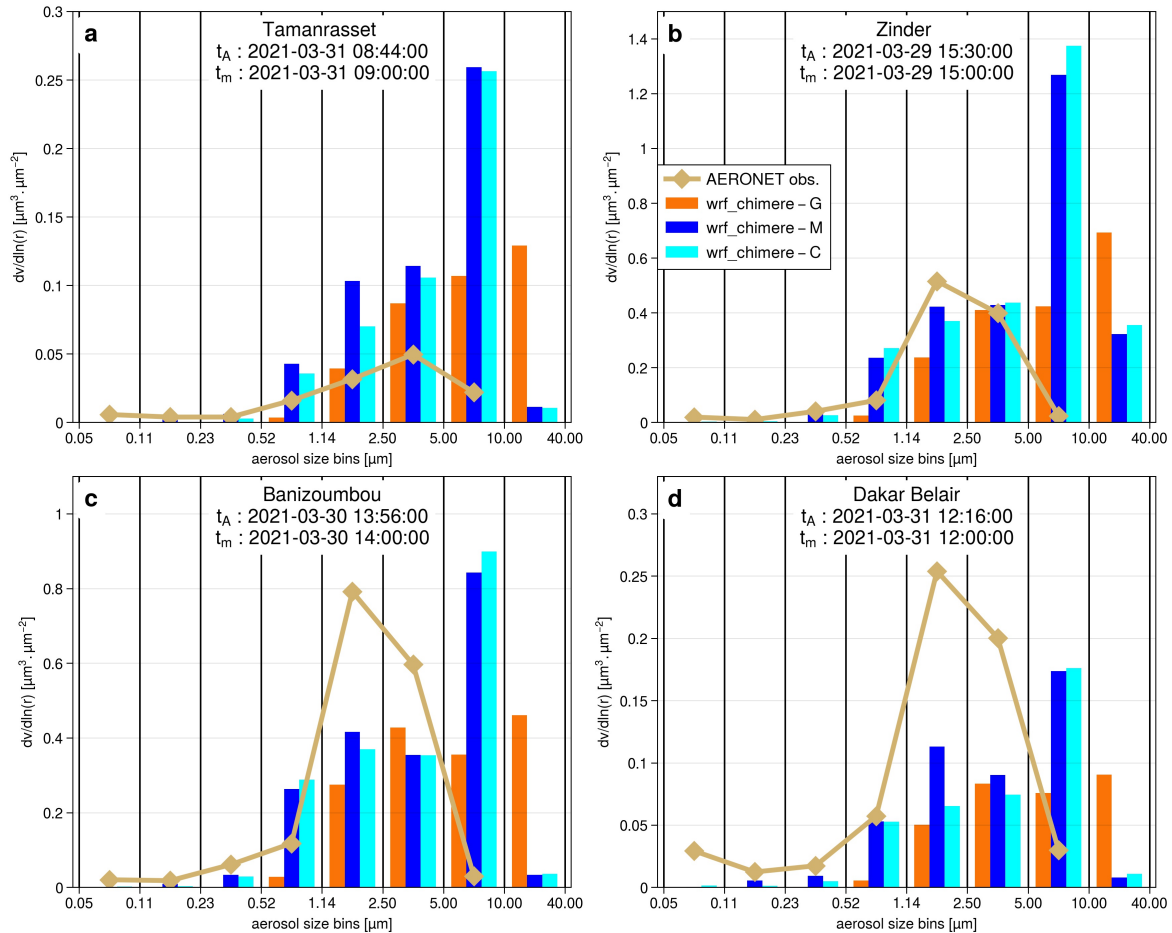 a
Tamanrasset
t_A : 2021-03-31 08:44:00
t_m : 2021-03-31 09:00:00
dv/dln(r) [µm³. µm⁻²]
0.3
0.25
0.2
0.15
0.1
0.05
0
0.05 0.11 0.23 0.52 1.14 2.50 5.00 10.00 40.00
aerosol size bins [µm]
b
Zinder
t_A : 2021-03-29 15:30:00
t_m : 2021-03-29 15:00:00
AERONET obs.
wrf_chimere – G
wrf_chimere – M
wrf_chimere – C
dv/dln(r) [µm³. µm⁻²]
1.4
1.2
1
0.8
0.6
0.4
0.2
0
0.05 0.11 0.23 0.52 1.14 2.50 5.00 10.00 40.00
aerosol size bins [µm]
c
Banizoumbou
t_A : 2021-03-30 13:56:00
t_m : 2021-03-30 14:00:00
dv/dln(r) [µm³. µm⁻²]
1
0.8
0.6
0.4
0.2
0
0.05 0.11 0.23 0.52 1.14 2.50 5.00 10.00 40.00
aerosol size bins [µm]
d
Dakar Belair
t_A : 2021-03-31 12:16:00
t_m : 2021-03-31 12:00:00
dv/dln(r) [µm³. µm⁻²]
0.3
0.25
0.2
0.15
0.1
0.05
0
0.05 0.11 0.23 0.52 1.14 2.50 5.00 10.00 40.00
aerosol size bins [µm]